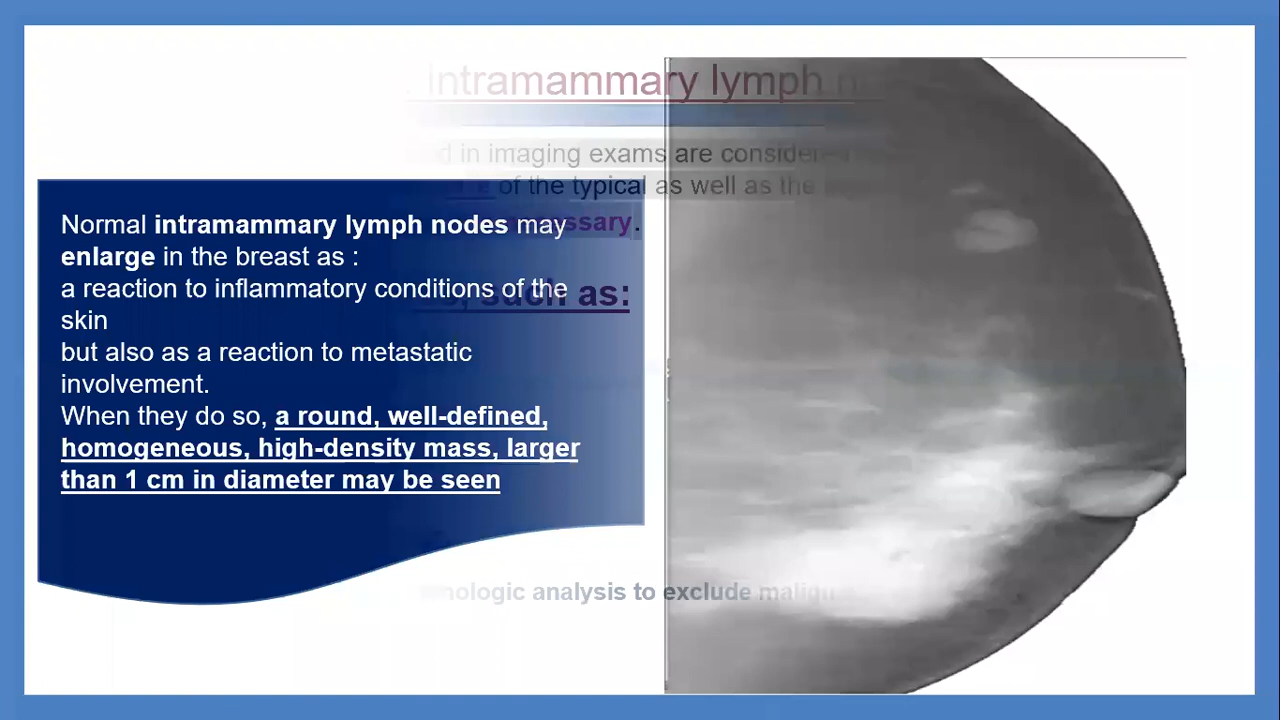 intramammary lymph
in imaging exams are considered
of the typical as well as the
Normal intramammary lymph nodes may
enlarge in the breast as :
a reaction to inflammatory conditions of the
skin
but also as a reaction to metastatic
involvement.
When they do so, a round, well-defined,
homogeneous, high-density mass, larger
than 1 cm in diameter may be seen
such as:
analysis to exclude